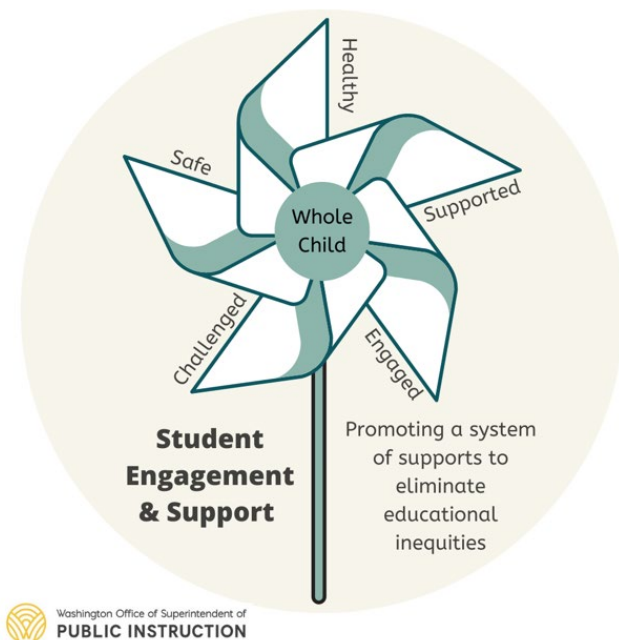 Healthy
Safe
Supported
Whole
Child
Challenged
Engaged
Student
Engagement
& Support
Promoting a system
of supports to
eliminate
educational
inequities
Washington Office of Superintendent of
PUBLIC INSTRUCTION